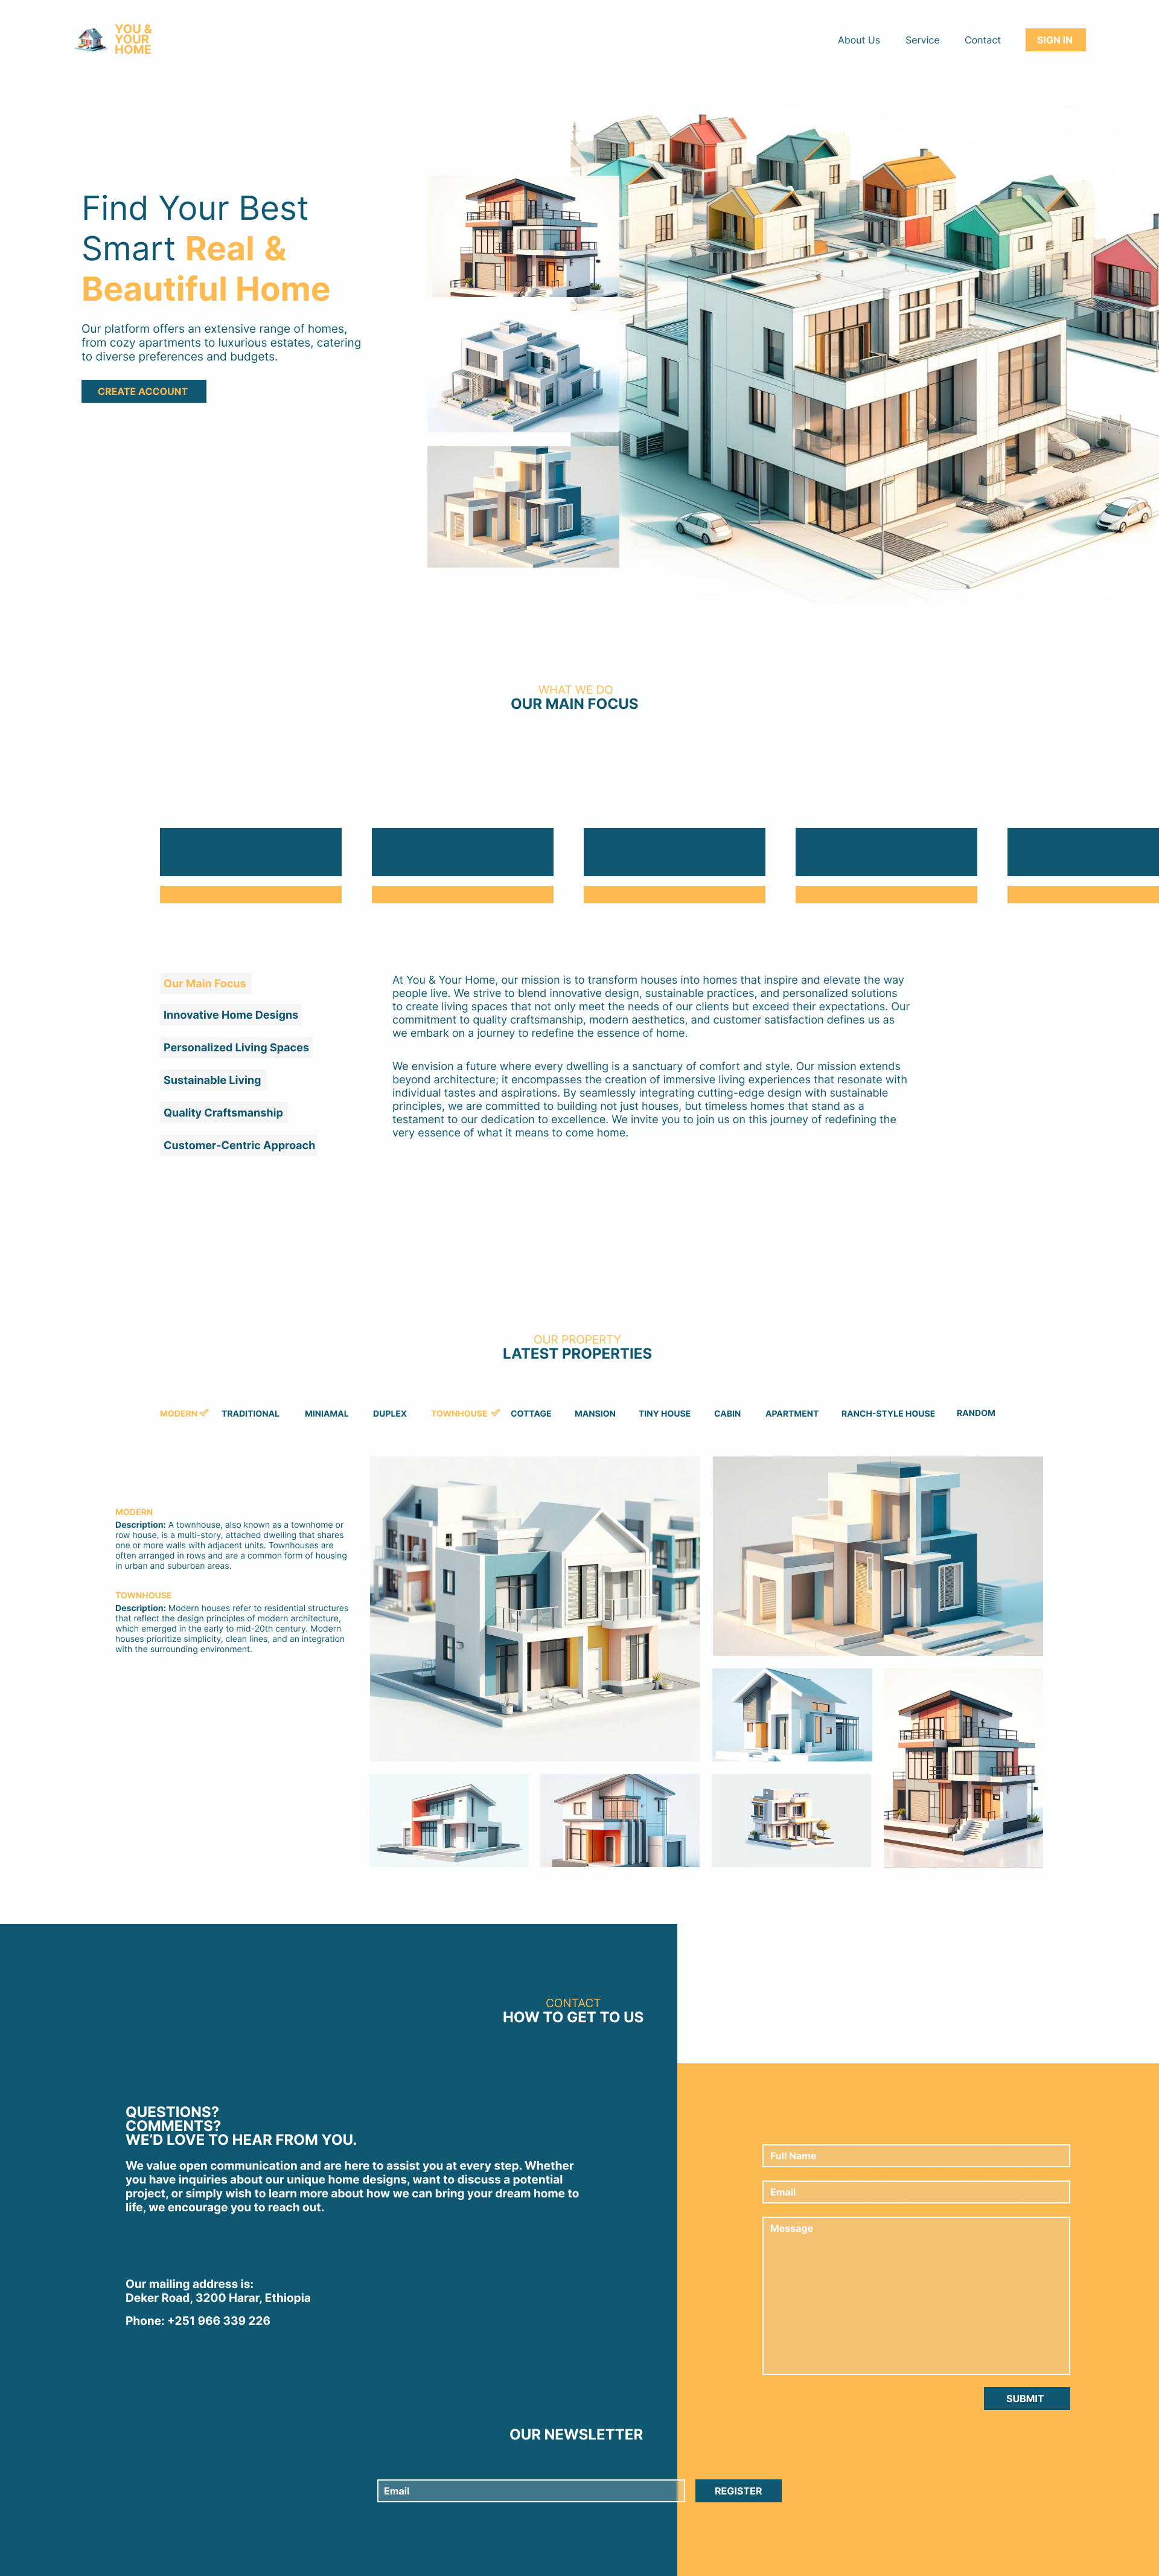 YOU &
YOUR
HOME
About Us
Service
Contact
SIGN IN
Find Your Best
Smart Real &
Beautiful Home
Our platform offers an extensive range of homes,
from cozy apartments to luxurious estates, catering
to diverse preferences and budgets.
CREATE ACCOUNT
WHAT WE DO
OUR MAIN FOCUS
Our Main Focus
Innovative Home Designs
Personalized Living Spaces
Sustainable Living
Quality Craftsmanship
Customer-Centric Approach
At You & Your Home, our mission is to transform houses into homes that inspire and elevate the way
people live. We strive to blend innovative design, sustainable practices, and personalized solutions
to create living spaces that not only meet the needs of our clients but exceed their expectations. Our
commitment to quality craftsmanship, modern aesthetics, and customer satisfaction defines us as
we embark on a journey to redefine the essence of home.
We envision a future where every dwelling is a sanctuary of comfort and style. Our mission extends
beyond architecture; it encompasses the creation of immersive living experiences that resonate with
individual tastes and aspirations. By seamlessly integrating cutting-edge design with sustainable
principles, we are committed to building not just houses, but timeless homes that stand as a
testament to our dedication to excellence. We invite you to join us on this journey of redefining the
very essence of what it means to come home.
OUR PROPERTY
LATEST PROPERTIES
MODERN
TRADITIONAL
MINIAMAL
DUPLEX
TOWNHOUSE
COTTAGE
MANSION
TINY HOUSE
CABIN
APARTMENT
RANCH-STYLE HOUSE
RANDOM
MODERN
Description: A townhouse, also known as a townhome or
row house, is a multi-story, attached dwelling that shares
one or more walls with adjacent units. Townhouses are
often arranged in rows and are a common form of housing
in urban and suburban areas.
TOWNHOUSE
Description: Modern houses refer to residential structures
that reflect the design principles of modern architecture,
which emerged in the early to mid-20th century. Modern
houses prioritize simplicity, clean lines, and an integration
with the surrounding environment.
CONTACT
HOW TO GET TO US
QUESTIONS?
COMMENTS?
WE'D LOVE TO HEAR FROM YOU.
We value open communication and are here to assist you at every step. Whether
you have inquiries about our unique home designs, want to discuss a potential
project, or simply wish to learn more about how we can bring your dream home to
life, we encourage you to reach out.
Our mailing address is:
Deker Road, 3200 Harar, Ethiopia
Phone: +251 966 339 226
Full Name
Email
Message
SUBMIT
OUR NEWSLETTER
Email
REGISTER